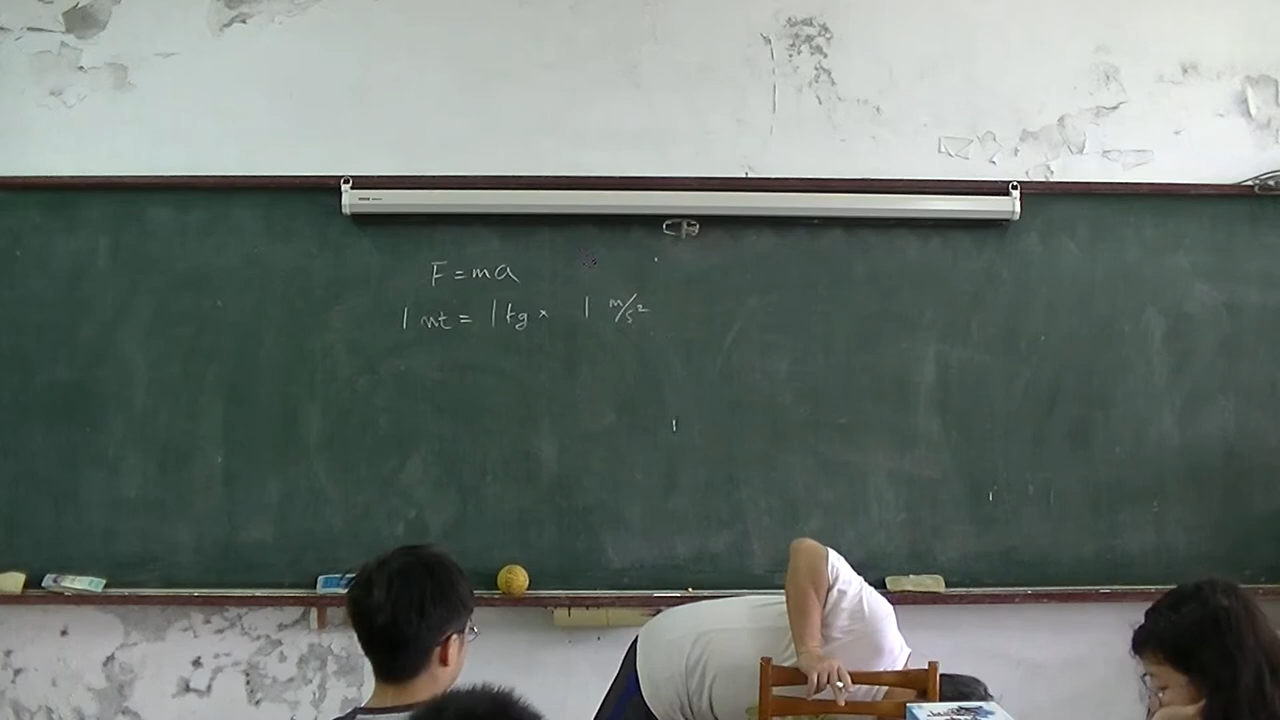 F = ma
1 nt = 1 kg × 1 m/s²